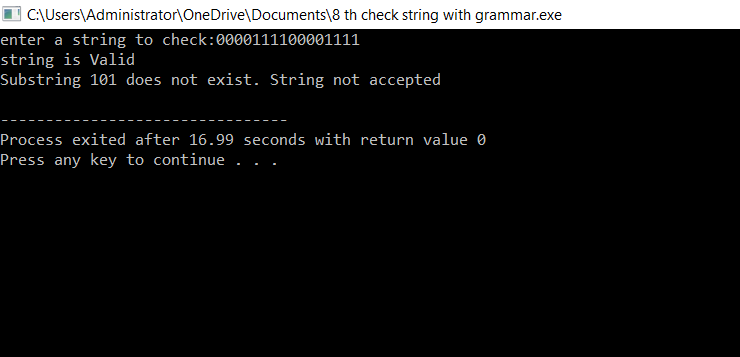 C:\Users\Administrator\OneDrive\Documents\8 th check string with grammar.exe
enter a string to check:0000111100001111
string is Valid
Substring 101 does not exist. String not accepted
--------------------------------
Process exited after 16.99 seconds with return value 0
Press any key to continue . . .